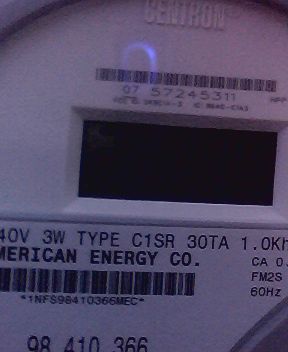 CENTRON
07 57245311
40V 3W TYPE C1SR 30TA 1.0Kh
MERICAN ENERGY CO.
CA 0.
FM2S
*1NFS98410366MEC*
60Hz
98 410 366